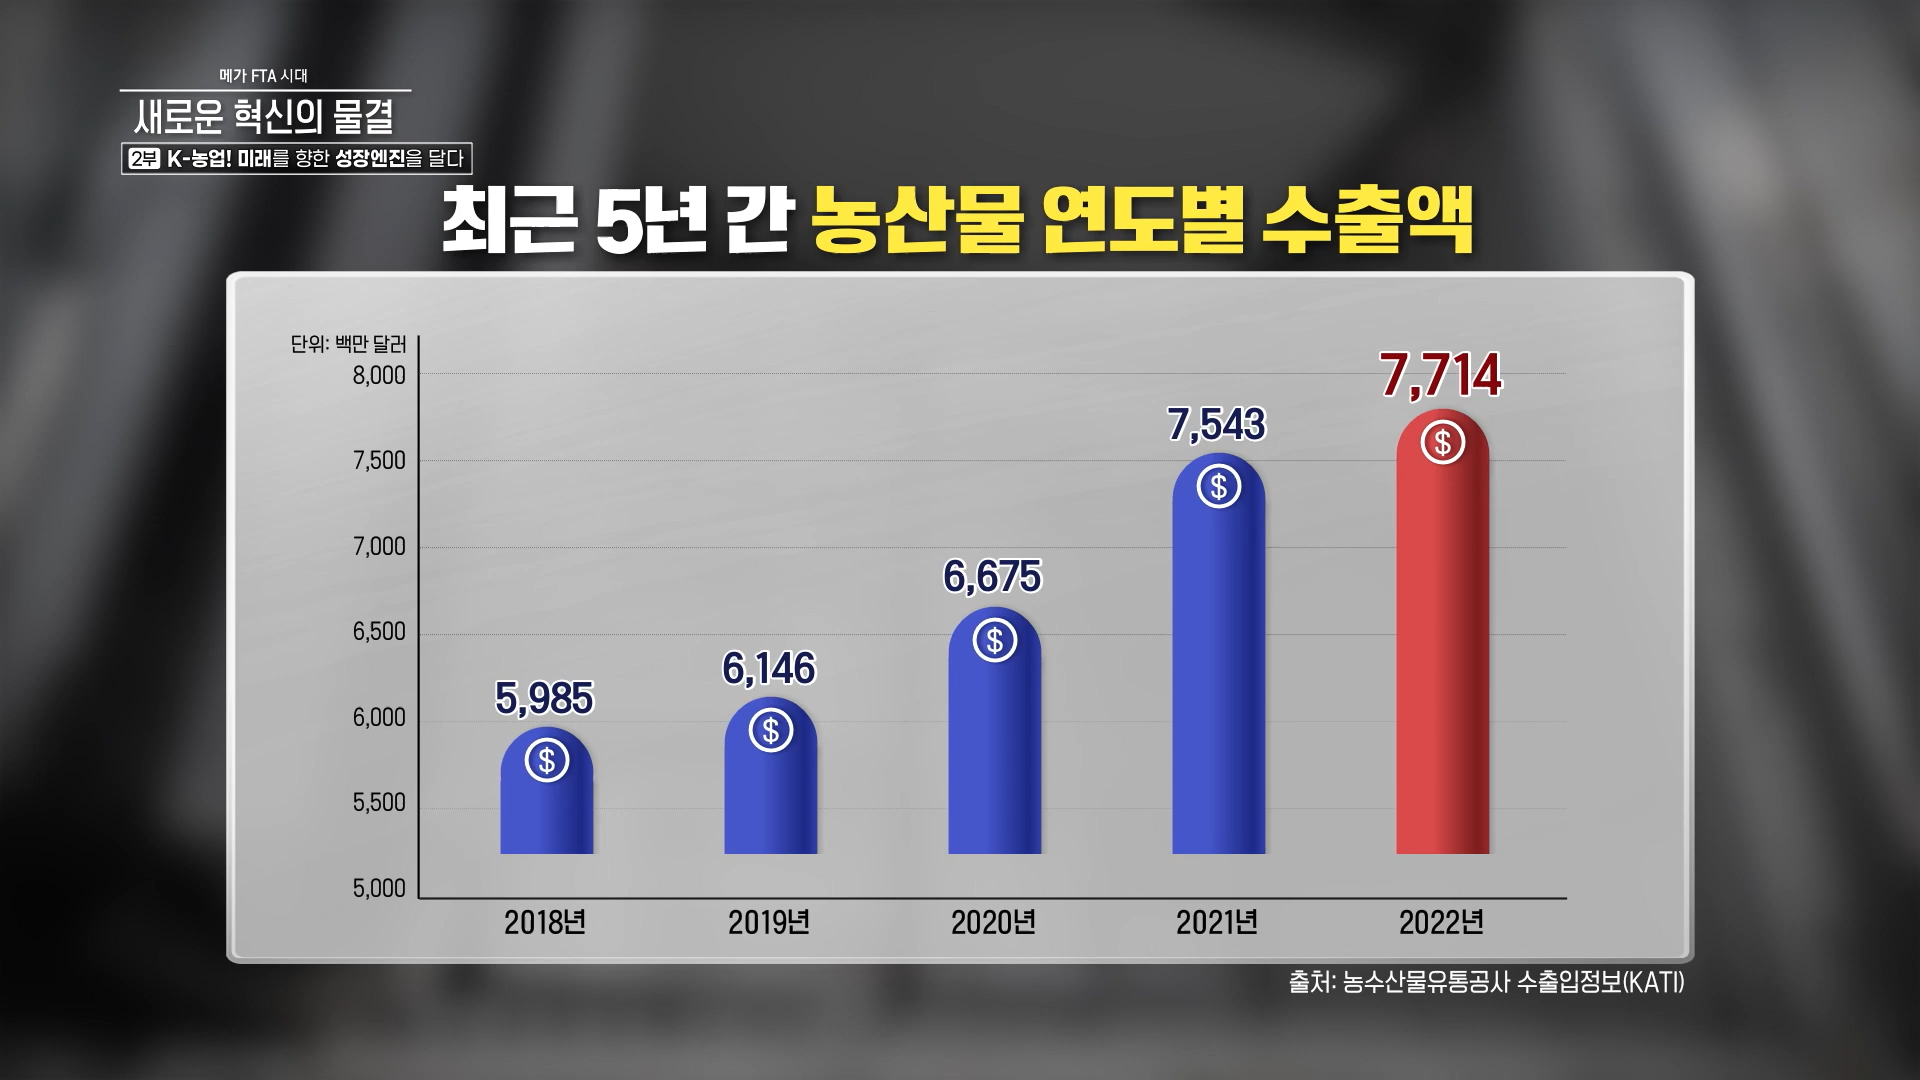 메가 FTA 시대
새로운 혁신의 물결
2부 K-농업! 미래를 향한 성장엔진을 달다
최근 5년 간 농산물 연도별 수출액
단위: 백만 달러
8,000
7,500
7,000
6,500
6,000
5,500
5,000
5,985
6,146
6,675
7,543
7,714
$ $ $ $ $
2018년 2019년 2020년 2021년 2022년
출처: 농수산물유통공사 수출입정보(KATI)